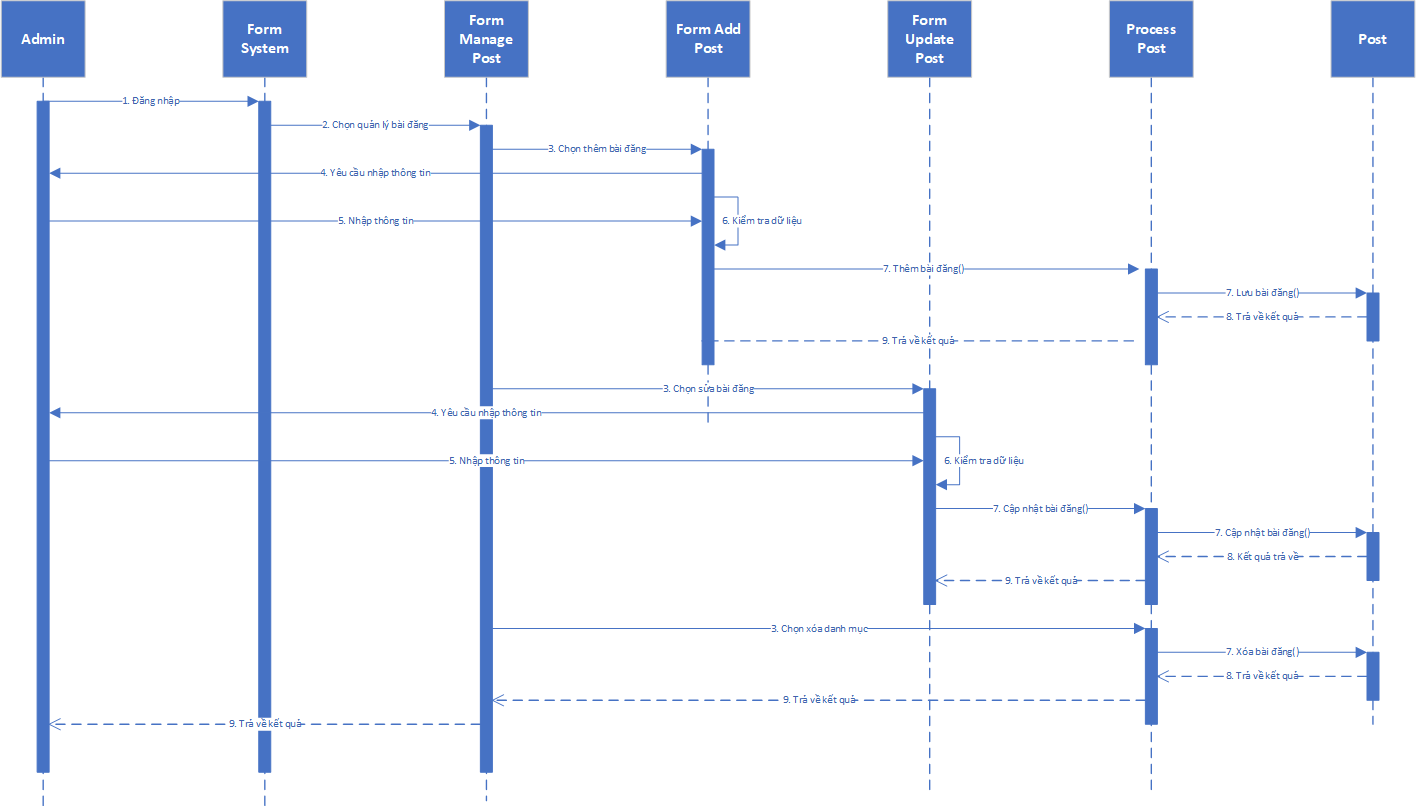 Admin
Form
System
Form
Manage
Post
Form Add
Post
Form
Update
Post
Process
Post
Post
1. Đăng nhập
2. Chọn quản lý bài đăng
3. Chọn thêm bài đăng
4. Yêu cầu nhập thông tin
5. Nhập thông tin
6. Kiểm tra dữ liệu
7. Thêm bài đăng()
7. Lưu bài đăng()
8. Trả về kết quả
9. Trả về kết quả
3. Chọn sửa bài đăng
4. Yêu cầu nhập thông tin
5. Nhập thông tin
6. Kiểm tra dữ liệu
7. Cập nhật bài đăng()
7. Cập nhật bài đăng()
8. Kết quả trả về
9. Trả về kết quả
3. Chọn xóa danh mục
7. Xóa bài đăng()
8. Trả về kết quả
9. Trả về kết quả
9. Trả về kết quả